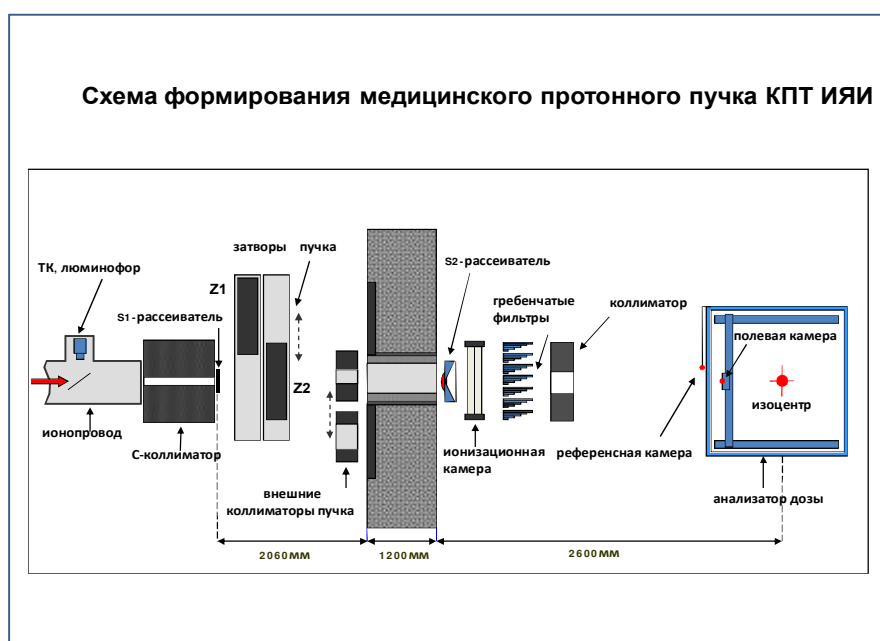 Схема формирования медицинского протонного пучка КПТ ИЯИ
затворы пучка
ТК, люминофор
Z1
S1-рассеиватель
S2-рассеиватель
гребенчатые
фильтры
коллиматор
полевая камера
Z2
изоцентр
ионопровод
С-коллиматор
ионизационная
камера
референсная камера
внешние
коллиматоры пучка
анализатор дозы
2060мм
1200мм
2600мм